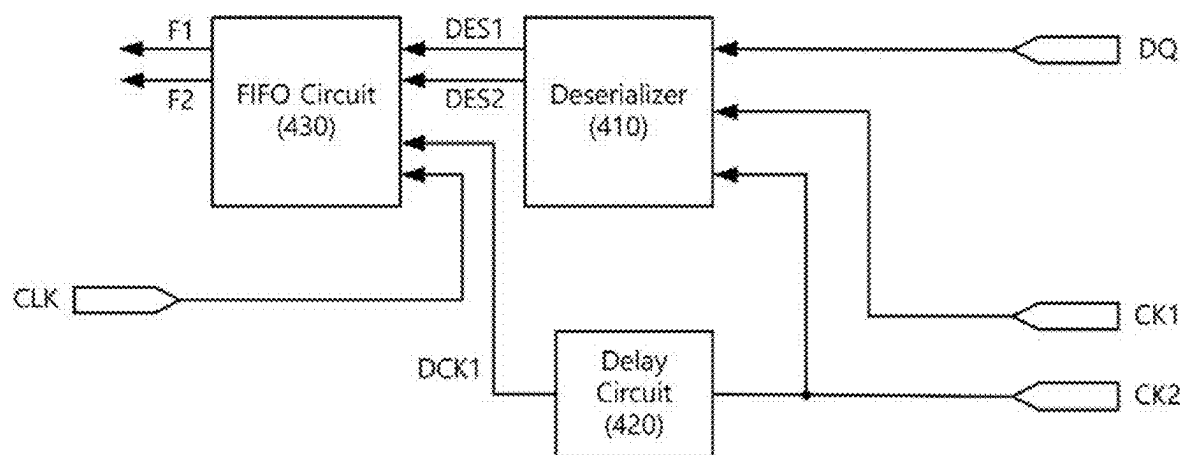 F1
DES1
DQ
F2
FIFO Circuit
(430)
DES2
Deserializer
(410)
CLK
CK1
DCK1
Delay
Circuit
(420)
CK2